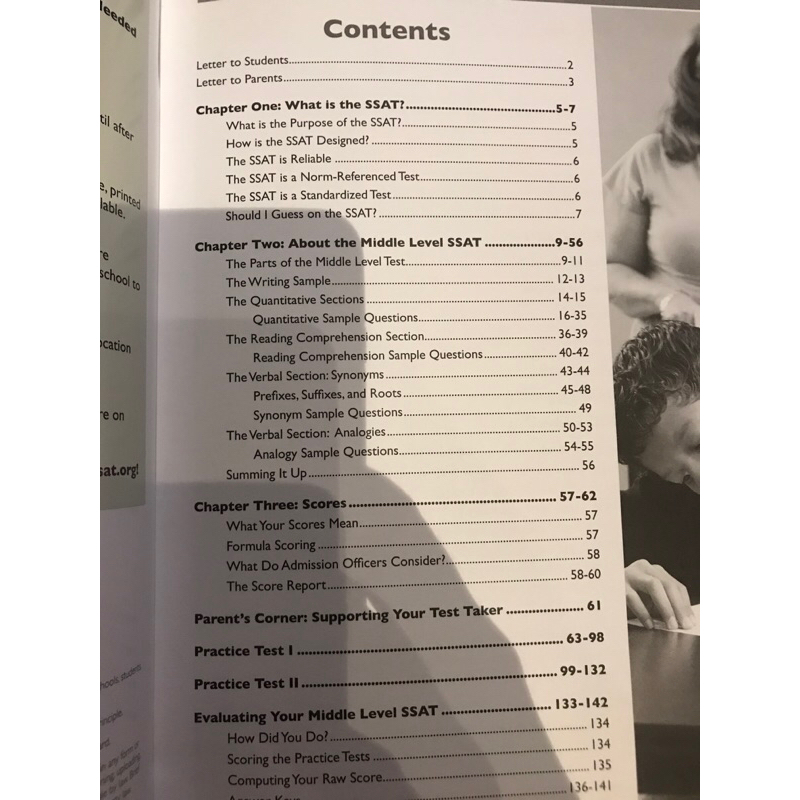 Needed
til after
e, printed
lable.
re
school to
ocation
re on
sat.org!
Contents
Letter to Students 2
Letter to Parents 3
Chapter One: What is the SSAT? 5-7
What is the Purpose of the SSAT? 5
How is the SSAT Designed? 5
The SSAT is Reliable 6
The SSAT is a Norm-Referenced Test 6
The SSAT is a Standardized Test 6
Should I Guess on the SSAT? 7
Chapter Two: About the Middle Level SSAT 9-56
The Parts of the Middle Level Test 9-11
The Writing Sample 12-13
The Quantitative Sections 14-15
Quantitative Sample Questions 16-35
The Reading Comprehension Section 36-39
Reading Comprehension Sample Questions 40-42
The Verbal Section: Synonyms 43-44
Prefixes, Suffixes, and Roots 45-48
Synonym Sample Questions 49
The Verbal Section: Analogies 50-53
Analogy Sample Questions 54-55
Summing It Up 56
Chapter Three: Scores 57-62
What Your Scores Mean 57
Formula Scoring 57
What Do Admission Officers Consider? 58
The Score Report 58-60
Parent's Corner: Supporting Your Test Taker 61
Practice Test I 63-98
Practice Test II 99-132
Evaluating Your Middle Level SSAT 133-142
How Did You Do? 134
Scoring the Practice Tests 134
Computing Your Raw Score 135
136-141